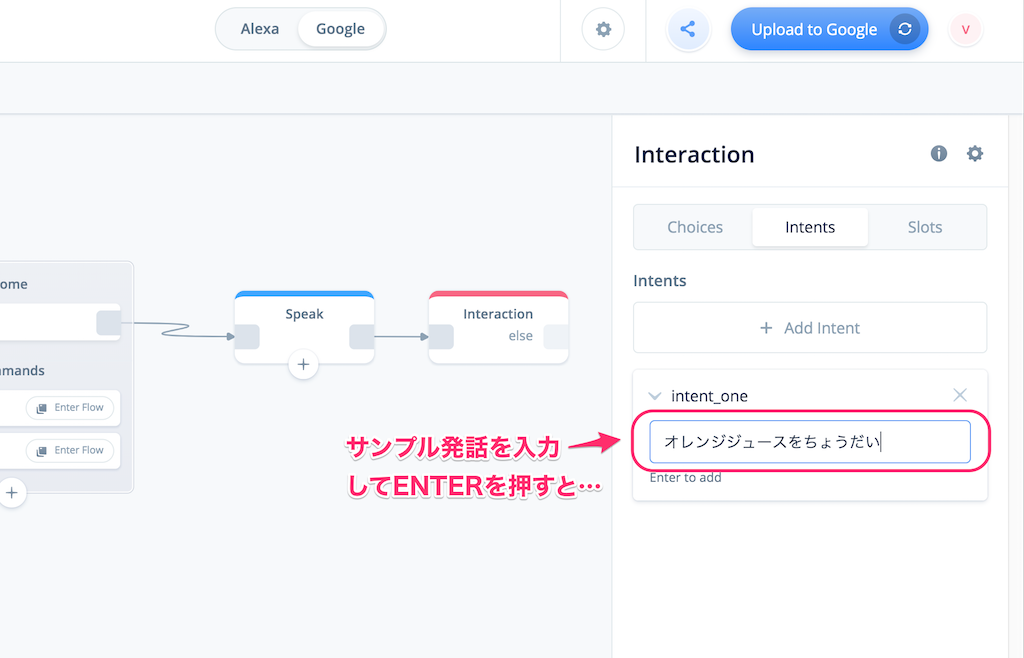 Alexa
Google
Upload to Google
V
Interaction
Choices
Intents
Slots
Intents
+ Add Intent
intent_one
オレンジジュースをちょうだい
Enter to add
ome
mmands
Enter Flow
Enter Flow
Speak
Interaction
else
サンプル発話を入力
してENTERを押すと…